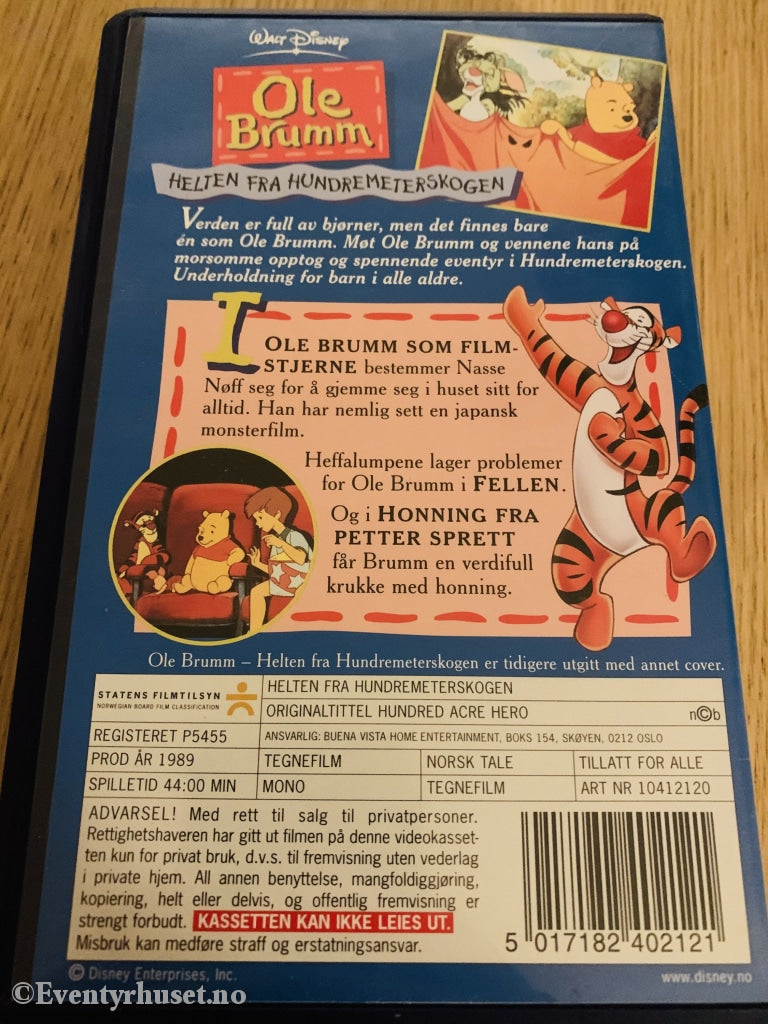 WALT DISNEY
Ole
Brumm
HELTEN FRA HUNDREMETERSKOGEN
Verden er full av bjørner, men det finnes bare
én som Ole Brumm. Møt Ole Brumm og vennene hans på
morsomme opptog og spennende eventyr i Hundremeterskogen.
Underholdning for barn i alle aldre.
I OLE BRUMM SOM FILM-
STJERNE bestemmer Nasse
Nøff seg for å gjemme seg i huset sitt for
alltid. Han har nemlig sett en japansk
monsterfilm.
Heffalumpene lager problemer
for Ole Brumm i FELLEN.
Og i HONNING FRA
PETTER SPRETT
får Brumm en verdifull
krukke med honning.
Ole Brumm – Helten fra Hundremeterskogen er tidigere utgitt med annet cover.
STATENS FILMTILSYN
NORWEGIAN BOARD FILM CLASSIFICATION
HELTEN FRA HUNDREMETERSKOGEN
ORIGINALTITTEL HUNDRED ACRE HERO n©b
REGISTERET P5455 ANSVARLIG: BUENA VISTA HOME ENTERTAINMENT, BOKS 154, SKØYEN, 0212 OSLO
PROD ÅR 1989 TEGNEFILM NORSK TALE TILLATT FOR ALLE
SPILLETID 44:00 MIN MONO TEGNEFILM ART NR 10412120
ADVARSEL! Med rett til salg til privatpersoner.
Rettighetshaveren har gitt ut filmen på denne videokasset-
ten kun for privat bruk, d.v.s. til fremvisning uten vederlag
i private hjem. All annen benyttelse, mangfoldiggjøring,
kopiering, helt eller delvis, og offentlig fremvisning er
strengt forbudt. KASSETTEN KAN IKKE LEIES UT.
Misbruk kan medføre straff og erstatningsansvar.
5 017182 402121
© Disney Enterprises, Inc.
www.disney.no
©Eventyrhuset.no